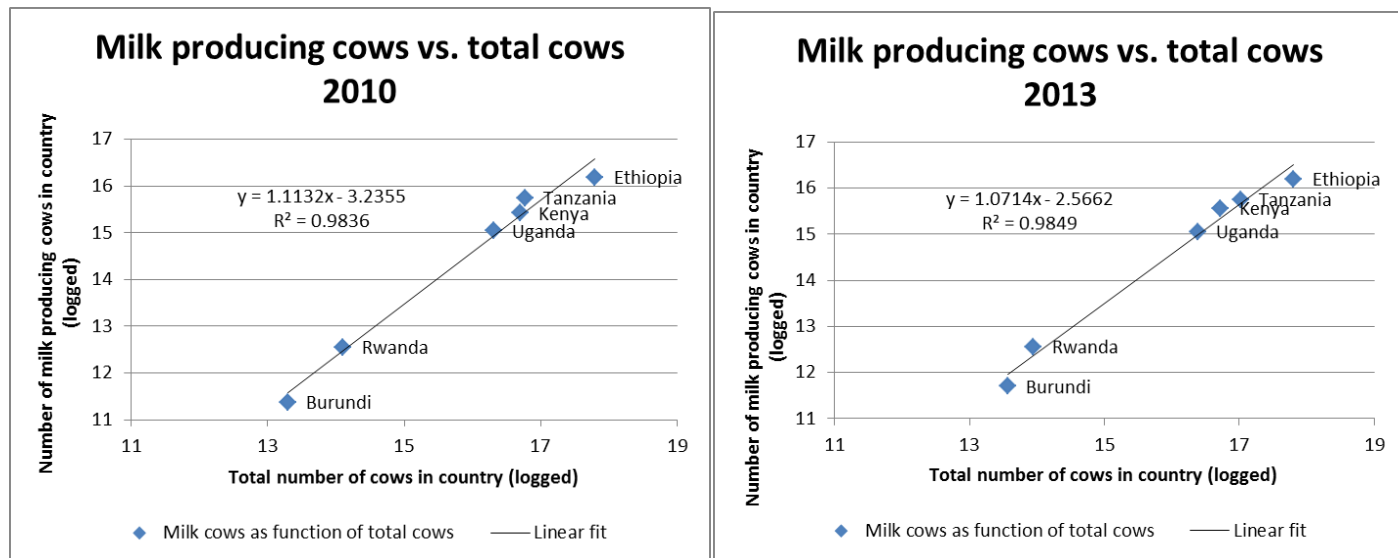 Milk producing cows vs. total cows
2010
Number of milk producing cows in country
(logged)
17
16
15
14
13
12
11
y = 1.1132x - 3.2355
R² = 0.9836
Ethiopia
Tanzania
Kenya
Uganda
Rwanda
Burundi
11 13 15 17 19
Total number of cows in country (logged)
Milk cows as function of total cows Linear fit
Milk producing cows vs. total cows
2013
Number of milk producing cows in country
(logged)
17
16
15
14
13
12
11
y = 1.0714x - 2.5662
R² = 0.9849
Ethiopia
Tanzania
Kenya
Uganda
Rwanda
Burundi
11 13 15 17 19
Total number of cows in country (logged)
Milk cows as function of total cows Linear fit